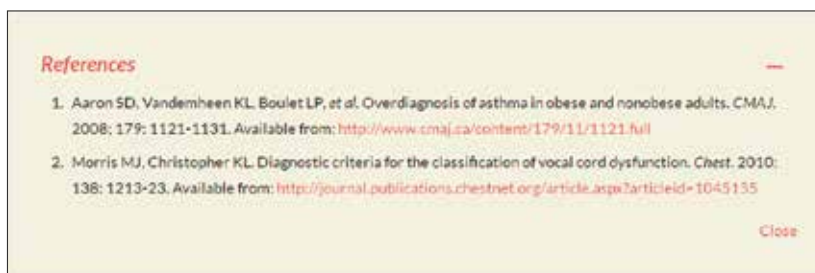 References
1. Aaron SD, Vandemheen KL, Boulet LP, et al. Overdiagnosis of asthma in obese and nonobese adults. CMAJ.
2008; 179: 1121-1131. Available from: http://www.cmaj.ca/content/179/11/1121.full
2. Morris MJ, Christopher KL. Diagnostic criteria for the classification of vocal cord dysfunction. Chest. 2010;
138: 1213-23. Available from: http://journal.publications.chestnet.org/article.aspx?articleid=1045155
Close